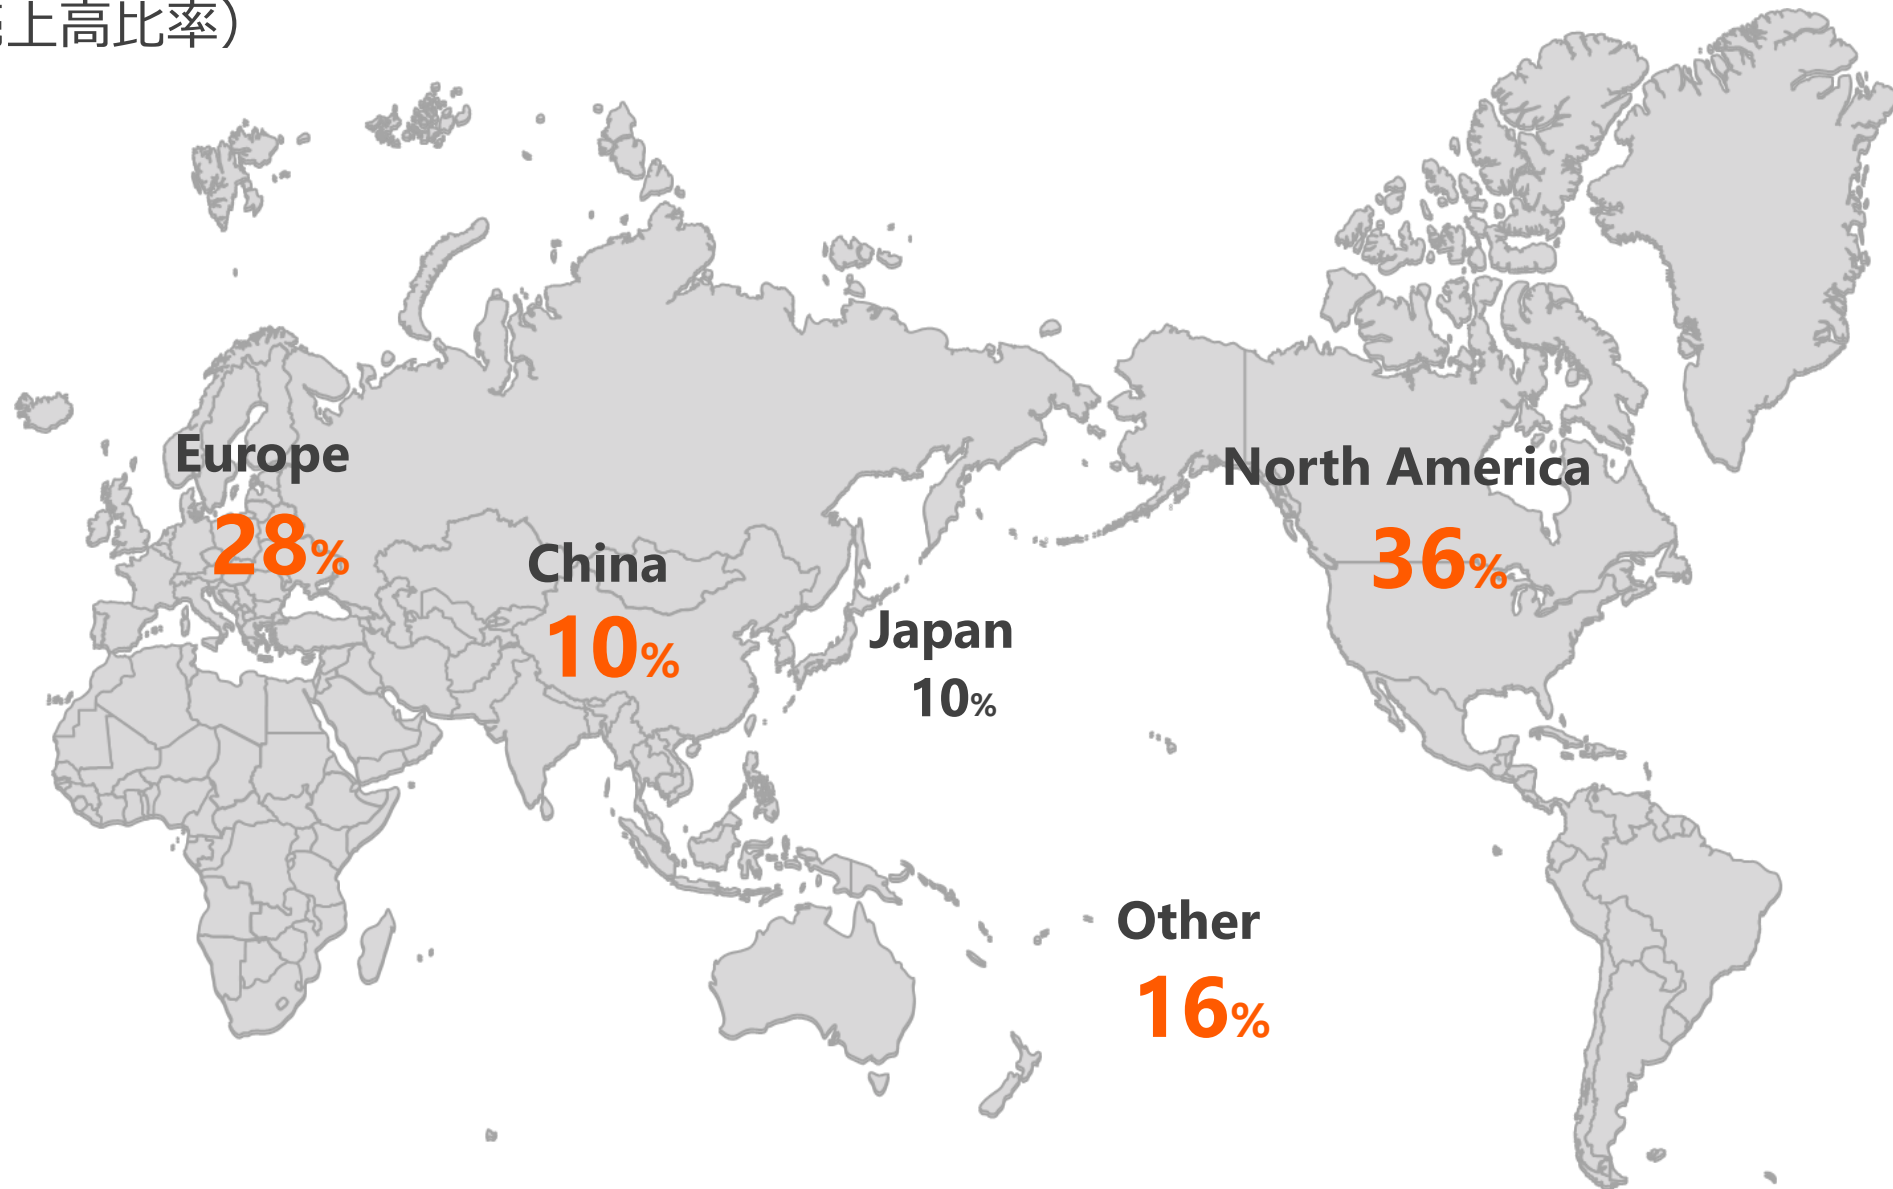 上高比率）
Europe
28%
China
10%
Japan
10%
North America
36%
Other
16%